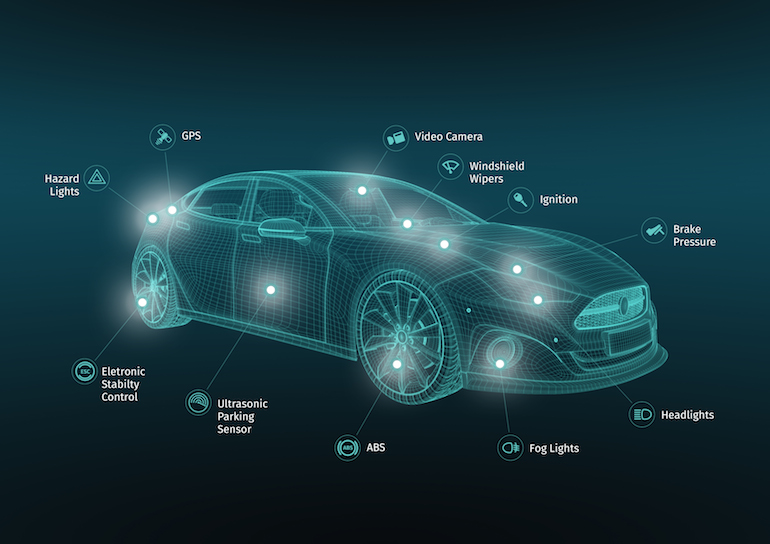 GPS
Video Camera
Hazard
Lights
Windshield
Wipers
Ignition
Brake
Pressure
Eletronic
Stabilty
Control
ESC
Ultrasonic
Parking
Sensor
ABS
ABS
Fog Lights
Headlights